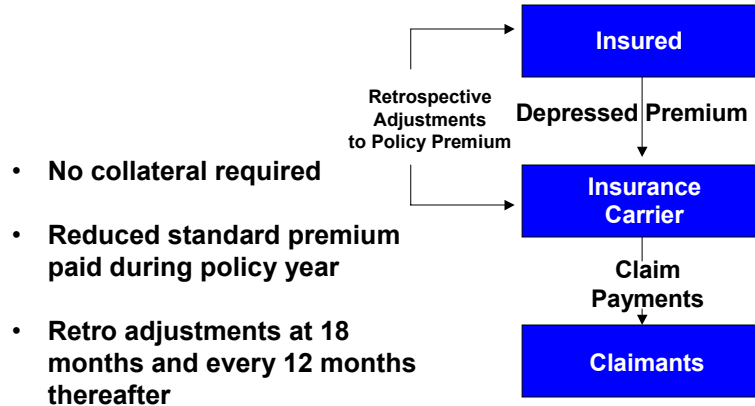 Insured
Retrospective
Adjustments
to Policy Premium
Depressed Premium
• No collateral required
Insurance
Carrier
• Reduced standard premium
paid during policy year
Claim
Payments
• Retro adjustments at 18
months and every 12 months
thereafter
Claimants